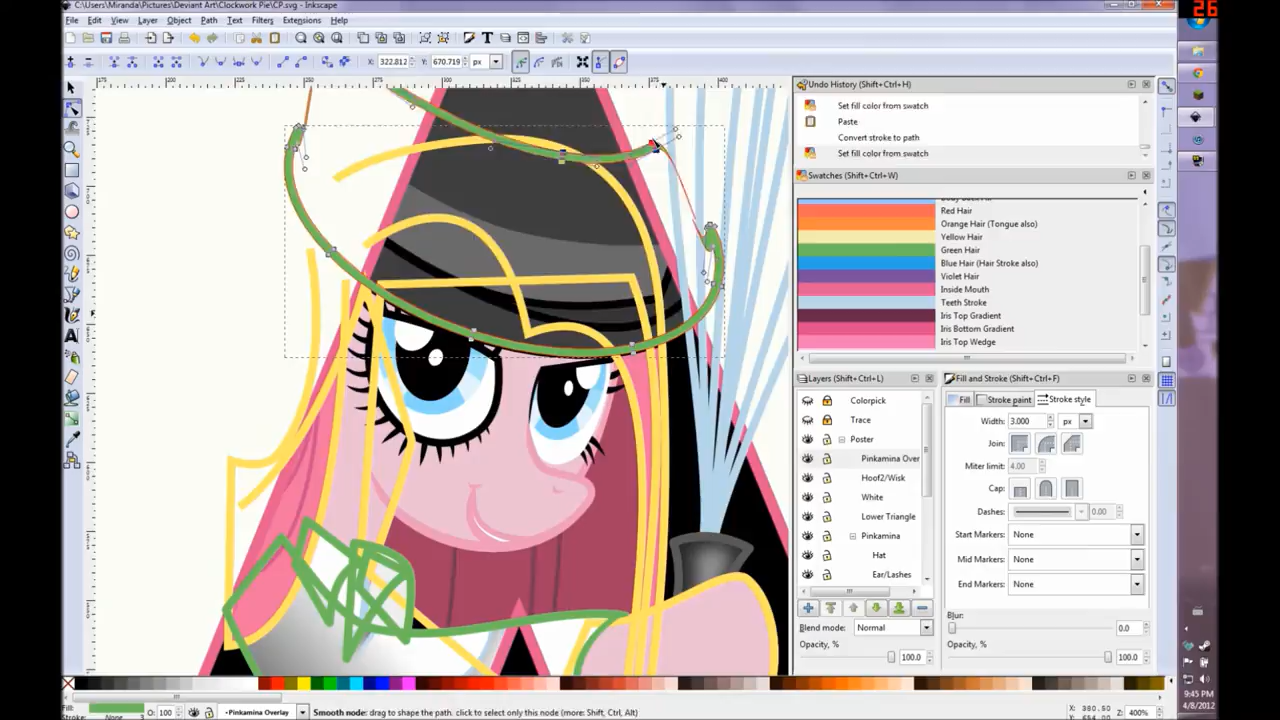 C:\Users\Miranda\Pictures\Deviant Art\Clockwork Pie\CP.svg - Inkscape
26
File Edit View Layer Object Path Text Filters Extensions Help
X: 322.812 Y: 670.719 px
Undo History (Shift+Ctrl+H)
Set fill color from swatch
Paste
Convert stroke to path
Set fill color from swatch
Swatches (Shift+Ctrl+W)
Red Hair
Orange Hair (Tongue also)
Yellow Hair
Green Hair
Blue Hair (Hair Stroke also)
Violet Hair
Inside Mouth
Teeth Stroke
Iris Top Gradient
Iris Bottom Gradient
Iris Top Wedge
Layers (Shift+Ctrl+L)
Colorpick
Trace
Poster
Pinkamina Over
Hoof2/Wisk
White
Lower Triangle
Pinkamina
Hat
Ear/Lashes
Blend mode: Normal
Opacity, %
100.0
Fill and Stroke (Shift+Ctrl+F)
Fill Stroke paint Stroke style
Width: 3.000 px
Join:
Miter limit: 4.00
Cap:
Dashes: 0.00
Start Markers: None
Mid Markers: None
End Markers: None
Blur:
0.0
Opacity, %
100.0
Fill:
Stroke: None 3
O: 100
•Pinkamina Overlay
Smooth node: drag to shape the path, click to select only this node (more: Shift, Ctrl, Alt)
X: 380.50
Z: 400%
9:45 PM
4/8/2012